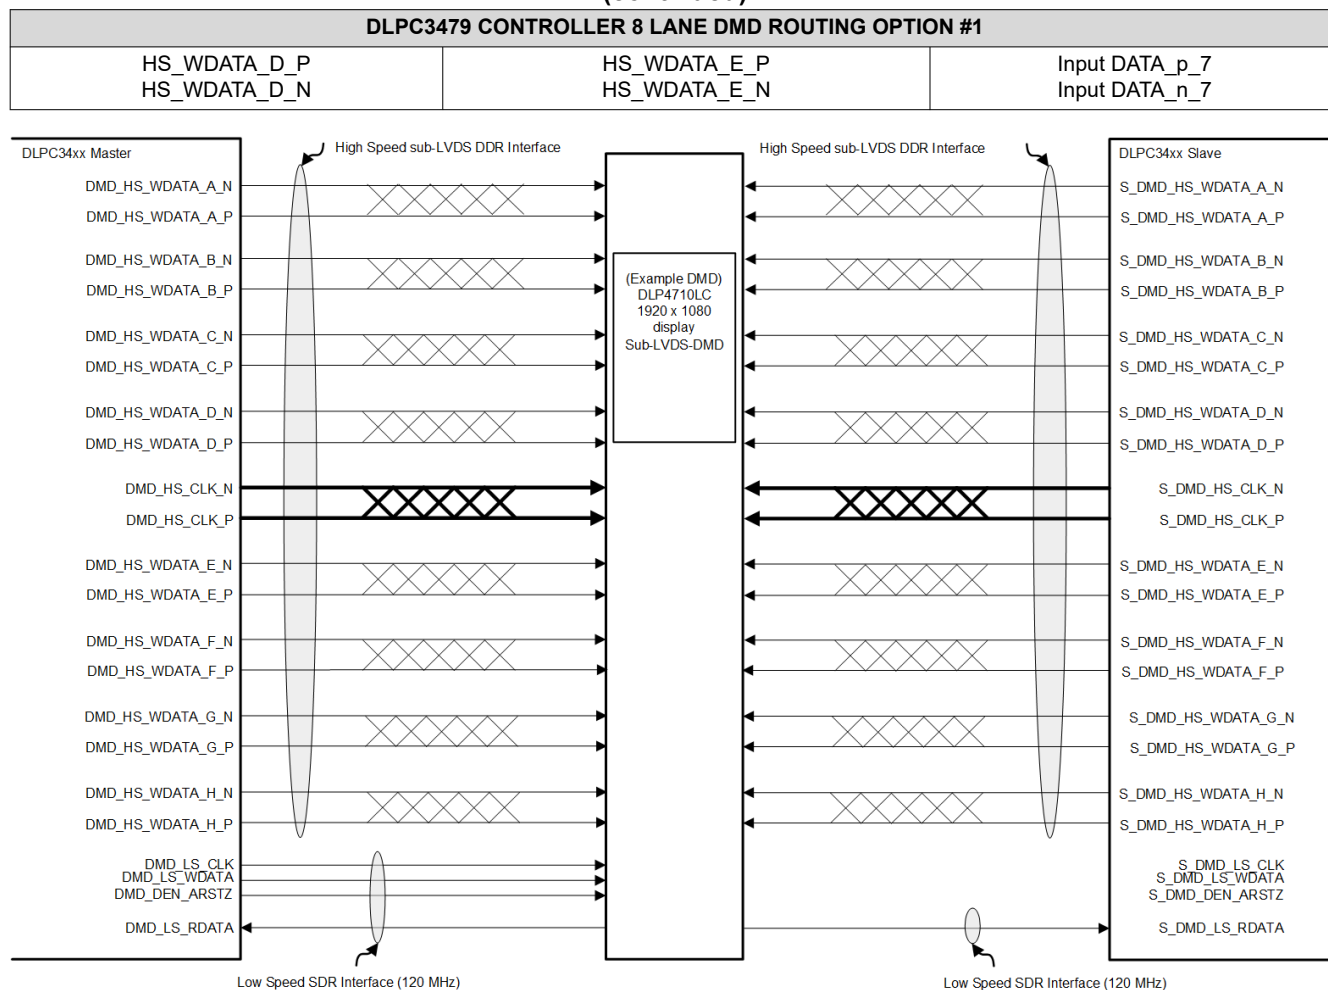 DLPC3479 CONTROLLER 8 LANE DMD ROUTING OPTION #1
HS_WDATA_D_P
HS_WDATA_D_N
HS_WDATA_E_P
HS_WDATA_E_N
Input DATA_p_7
Input DATA_n_7
High Speed sub-LVDS DDR Interface
High Speed sub-LVDS DDR Interface
DLPC34xx Master
DMD_HS_WDATA_A_N
DMD_HS_WDATA_A_P
DMD_HS_WDATA_B_N
DMD_HS_WDATA_B_P
DMD_HS_WDATA_C_N
DMD_HS_WDATA_C_P
DMD_HS_WDATA_D_N
DMD_HS_WDATA_D_P
DMD_HS_CLK_N
DMD_HS_CLK_P
DMD_HS_WDATA_E_N
DMD_HS_WDATA_E_P
DMD_HS_WDATA_F_N
DMD_HS_WDATA_F_P
DMD_HS_WDATA_G_N
DMD_HS_WDATA_G_P
DMD_HS_WDATA_H_N
DMD_HS_WDATA_H_P
DMD_LS_CLK
DMD_LS_WDATA
DMD_DEN_ARSTZ
DMD_LS_RDATA
(Example DMD)
DLP4710LC
1920 x 1080
display
Sub-LVDS-DMD
DLPC34xx Slave
S_DMD_HS_WDATA_A_N
S_DMD_HS_WDATA_A_P
S_DMD_HS_WDATA_B_N
S_DMD_HS_WDATA_B_P
S_DMD_HS_WDATA_C_N
S_DMD_HS_WDATA_C_P
S_DMD_HS_WDATA_D_N
S_DMD_HS_WDATA_D_P
S_DMD_HS_CLK_N
S_DMD_HS_CLK_P
S_DMD_HS_WDATA_E_N
S_DMD_HS_WDATA_E_P
S_DMD_HS_WDATA_F_N
S_DMD_HS_WDATA_F_P
S_DMD_HS_WDATA_G_N
S_DMD_HS_WDATA_G_P
S_DMD_HS_WDATA_H_N
S_DMD_HS_WDATA_H_P
S_DMD_LS_CLK
S_DMD_LS_WDATA
S_DMD_DEN_ARSTZ
S_DMD_LS_RDATA
Low Speed SDR Interface (120 MHz)
Low Speed SDR Interface (120 MHz)